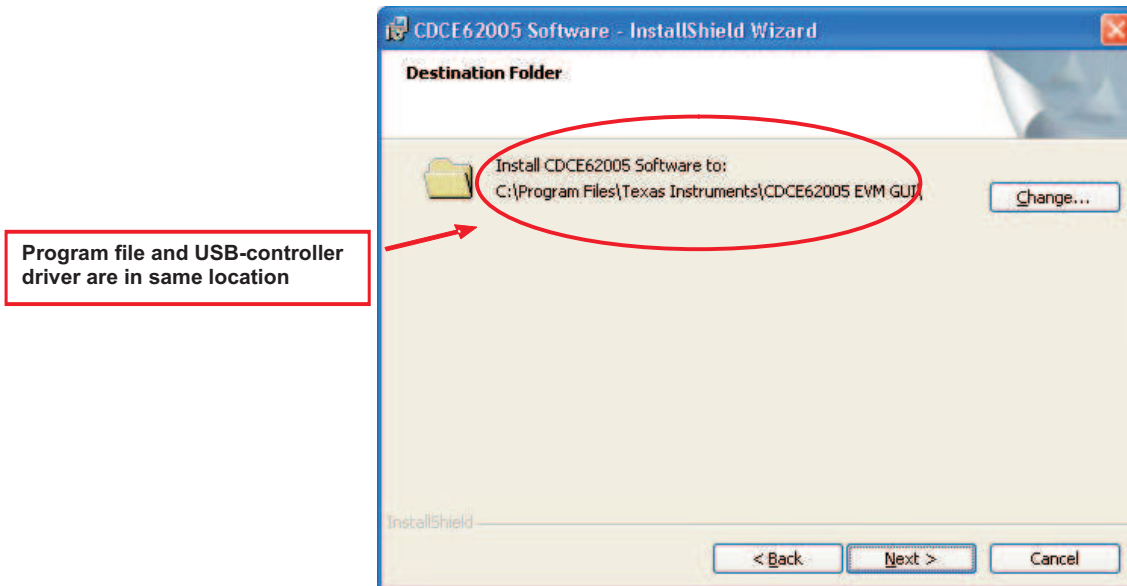 CDCE62005 Software - InstallShield Wizard
Destination Folder
Install CDCE62005 Software to:
C:\Program Files\Texas Instruments\CDCE62005 EVM GUI\
Change...
Program file and USB-controller
driver are in same location
InstallShield
< Back
Next >
Cancel